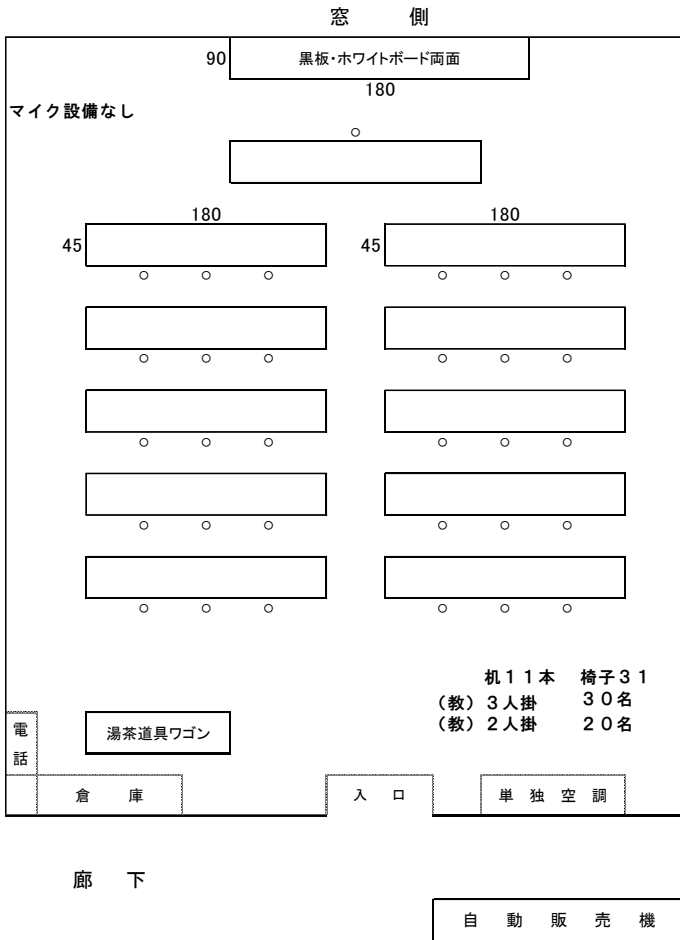 窓　側
90
黒板・ホワイトボード両面
180
マイク設備なし
180
180
45
45
机１１本　椅子３１
（教）３人掛　３０名
（教）２人掛　２０名
電話
湯茶道具ワゴン
倉　庫
入　口
単　独　空　調
廊　下
自　動　販　売　機